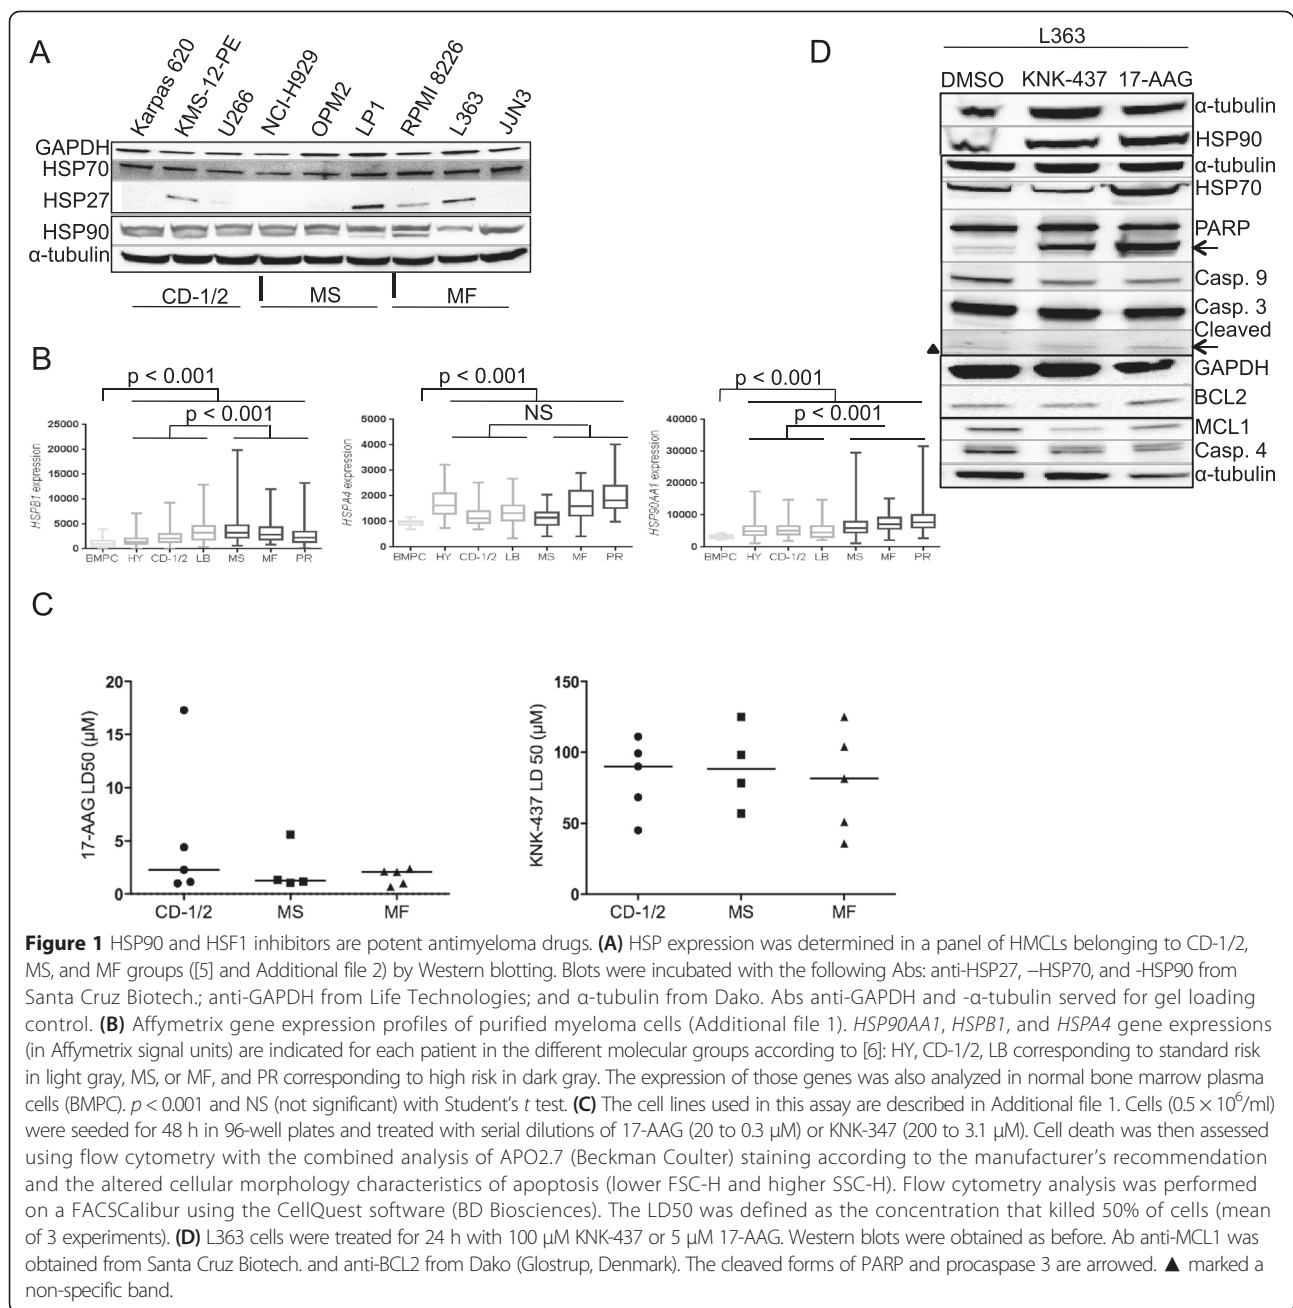 A
Karpas 620
KMS-12-PE
U266
NCI-H929
OPM2
LP1
RPMI 8226
L363
JUN3
GAPDH
HSP70
HSP27
HSP90
α-tubulin
CD-1/2
MS
MF
D
L363
DMSO KNK-437 17-AAG
α-tubulin
HSP90
α-tubulin
HSP70
PARP
Casp. 9
Casp. 3
Cleaved
GAPDH
BCL2
MCL1
Casp. 4
α-tubulin
B
p < 0.001
p < 0.001
HSPB1 expression
25000
20000
15000
10000
5000
0
BMPC HY CD-1/2 LB MS MF PR
p < 0.001
NS
HSPA4 expression
5000
4000
3000
2000
1000
0
BMPC HY CD-1/2 LB MS MF PR
p < 0.001
p < 0.001
HSP90AA1 expression
40000
30000
20000
10000
0
BMPC HY CD-1/2 LB MS MF PR
C
17-AAG LD50 (μM)
20
15
10
5
0
CD-1/2 MS MF
KNK-437 LD 50 (μM)
150
100
50
0
CD-1/2 MS MF
Figure 1 HSP90 and HSF1 inhibitors are potent antimyeloma drugs. (A) HSP expression was determined in a panel of HMCLs belonging to CD-1/2,
MS, and MF groups ([5] and Additional file 2) by Western blotting. Blots were incubated with the following Abs: anti-HSP27, −HSP70, and -HSP90 from
Santa Cruz Biotech.; anti-GAPDH from Life Technologies; and α-tubulin from Dako. Abs anti-GAPDH and -α-tubulin served for gel loading
control. (B) Affymetrix gene expression profiles of purified myeloma cells (Additional file 1). HSP90AA1, HSPB1, and HSPA4 gene expressions
(in Affymetrix signal units) are indicated for each patient in the different molecular groups according to [6]: HY, CD-1/2, LB corresponding to standard risk
in light gray, MS, or MF, and PR corresponding to high risk in dark gray. The expression of those genes was also analyzed in normal bone marrow plasma
cells (BMPC). p < 0.001 and NS (not significant) with Student's t test. (C) The cell lines used in this assay are described in Additional file 1. Cells (0.5 × 10⁶/ml)
were seeded for 48 h in 96-well plates and treated with serial dilutions of 17-AAG (20 to 0.3 μM) or KNK-347 (200 to 3.1 μM). Cell death was then assessed
using flow cytometry with the combined analysis of APO2.7 (Beckman Coulter) staining according to the manufacturer's recommendation
and the altered cellular morphology characteristics of apoptosis (lower FSC-H and higher SSC-H). Flow cytometry analysis was performed
on a FACSCalibur using the CellQuest software (BD Biosciences). The LD50 was defined as the concentration that killed 50% of cells (mean
of 3 experiments). (D) L363 cells were treated for 24 h with 100 μM KNK-437 or 5 μM 17-AAG. Western blots were obtained as before. Ab anti-MCL1 was
obtained from Santa Cruz Biotech. and anti-BCL2 from Dako (Glostrup, Denmark). The cleaved forms of PARP and procaspase 3 are arrowed. ▲ marked a
non-specific band.